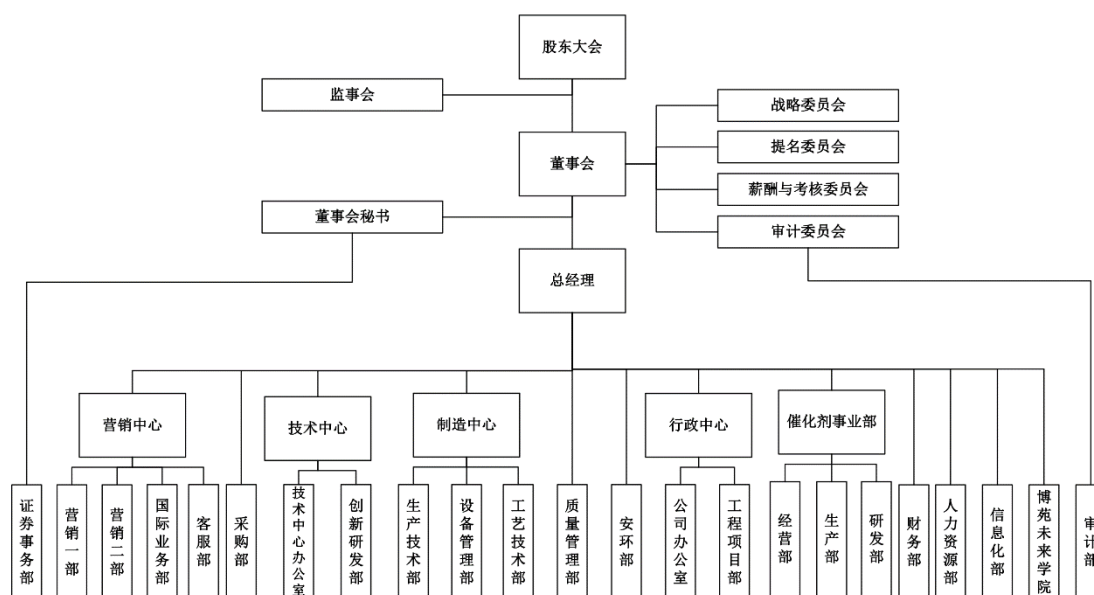 股东大会
监事会
战略委员会
提名委员会
董事会
薪酬与考核委员会
董事会秘书
审计委员会
总经理
营销中心
技术中心
制造中心
行政中心
催化剂事业部
证券事务部
营销一部
营销二部
国际业务部
客服部
采购部
技术中心办公室
创新研发部
生产技术部
设备管理部
工艺技术部
质量管理部
安环部
公司办公室
工程项目部
经营部
生产部
研发部
财务部
人力资源部
信息化部
博苑未来学院
审计部